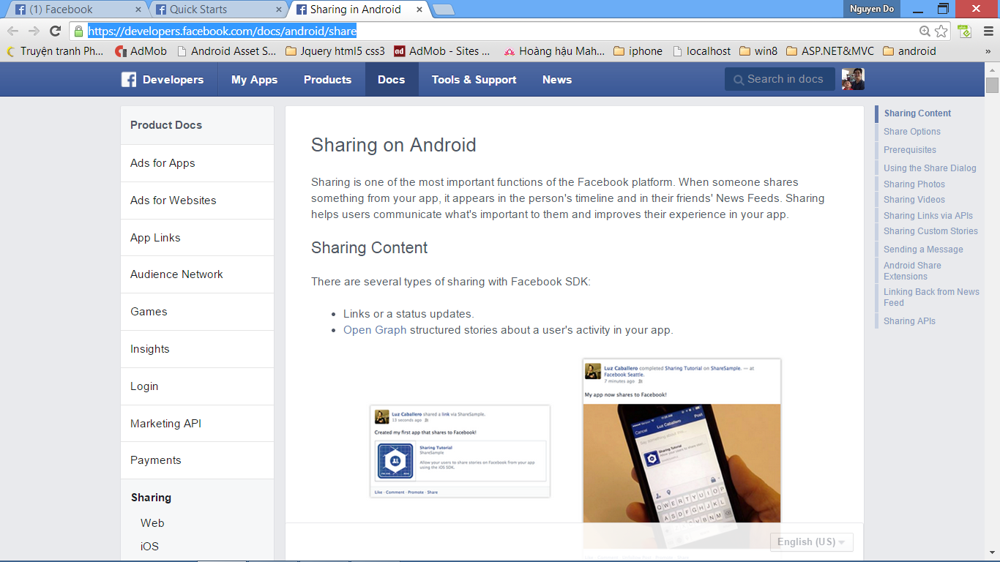 (1) Facebook
Quick Starts
Sharing in Android
Nguyen Do
https://developers.facebook.com/docs/android/share
Truyện tranh Ph...
AdMob
Android Asset S...
Jquery html5 css3
AdMob - Sites ...
Hoàng hậu Mah...
iphone
localhost
win8
ASP.NET&MVC
android
»
Developers
My Apps
Products
Docs
Tools & Support
News
Search in docs
Product Docs
Ads for Apps
Ads for Websites
App Links
Audience Network
Games
Insights
Login
Marketing API
Payments
Sharing
Web
iOS
Sharing on Android
Sharing is one of the most important functions of the Facebook platform. When someone shares
something from your app, it appears in the person's timeline and in their friends' News Feeds. Sharing
helps users communicate what's important to them and improves their experience in your app.
Sharing Content
There are several types of sharing with Facebook SDK:
• Links or a status updates.
• Open Graph structured stories about a user's activity in your app.
Luz Caballero shared a link via ShareSample.
13 seconds ago
Created my first app that shares to Facebook!
Sharing Tutorial
ShareSample
Allow your users to share stories on Facebook from your app
using the iOS SDK.
Like · Comment · Promote · Share
Luz Caballero completed Sharing Tutorial on ShareSample. — at
Facebook Seattle.
7 minutes ago
My app now shares to Facebook!
Cancel
Luz Caballero
Post
Sharing Tutorial
QWERTYUIOP
ASDFGHJKL
ZXCVBNM
English (US)
Sharing Content
Share Options
Prerequisites
Using the Share Dialog
Sharing Photos
Sharing Videos
Sharing Links via APIs
Sharing Custom Stories
Sending a Message
Android Share
Extensions
Linking Back from News
Feed
Sharing APIs